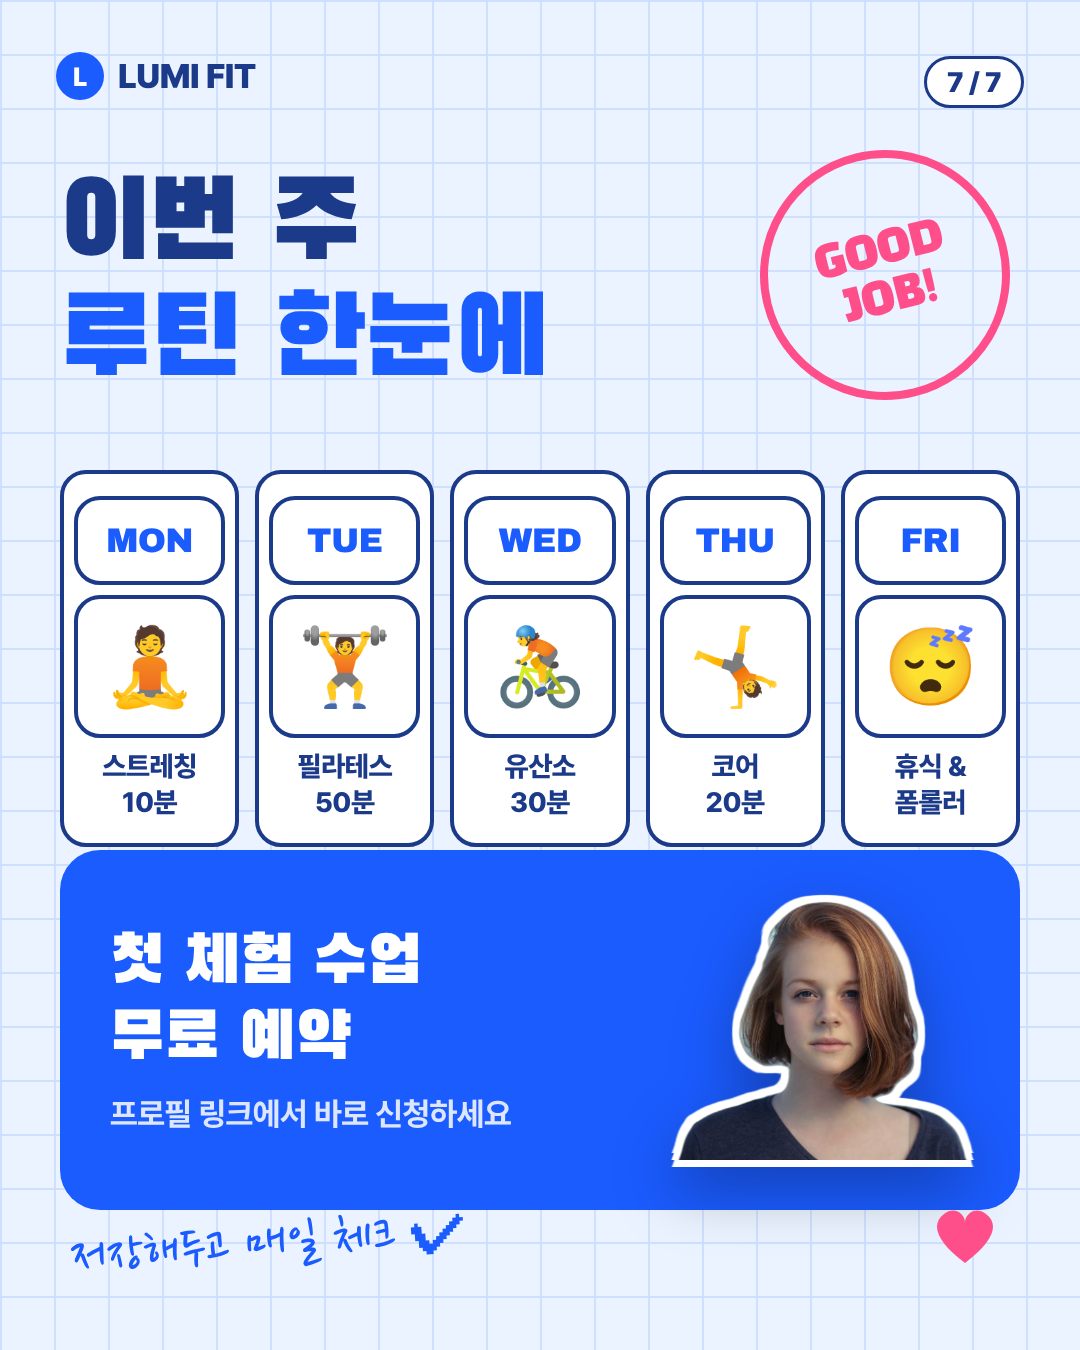 L LUMI FIT
7 / 7
이번 주
루틴 한눈에
GOOD
JOB!
MON
TUE
WED
THU
FRI
스트레칭
10분
필라테스
50분
유산소
30분
코어
20분
휴식 &
폼롤러
첫 체험 수업
무료 예약
프로필 링크에서 바로 신청하세요
저장해두고 매일 체크